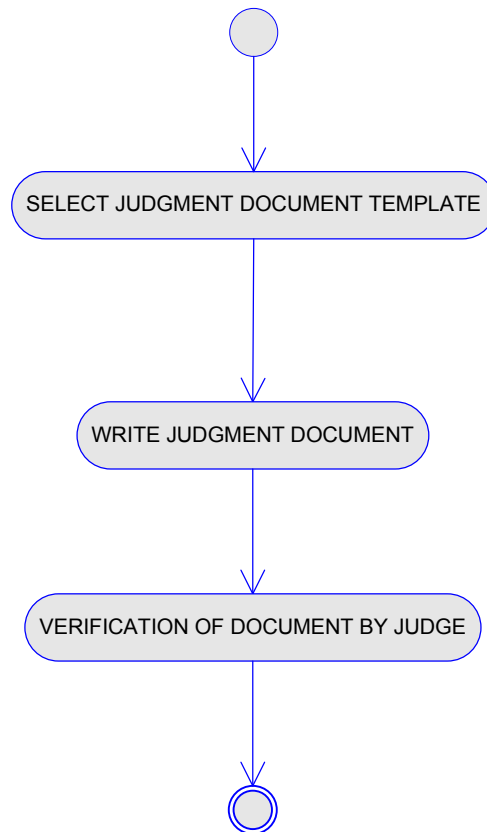 SELECT JUDGMENT DOCUMENT TEMPLATE
WRITE JUDGMENT DOCUMENT
VERIFICATION OF DOCUMENT BY JUDGE